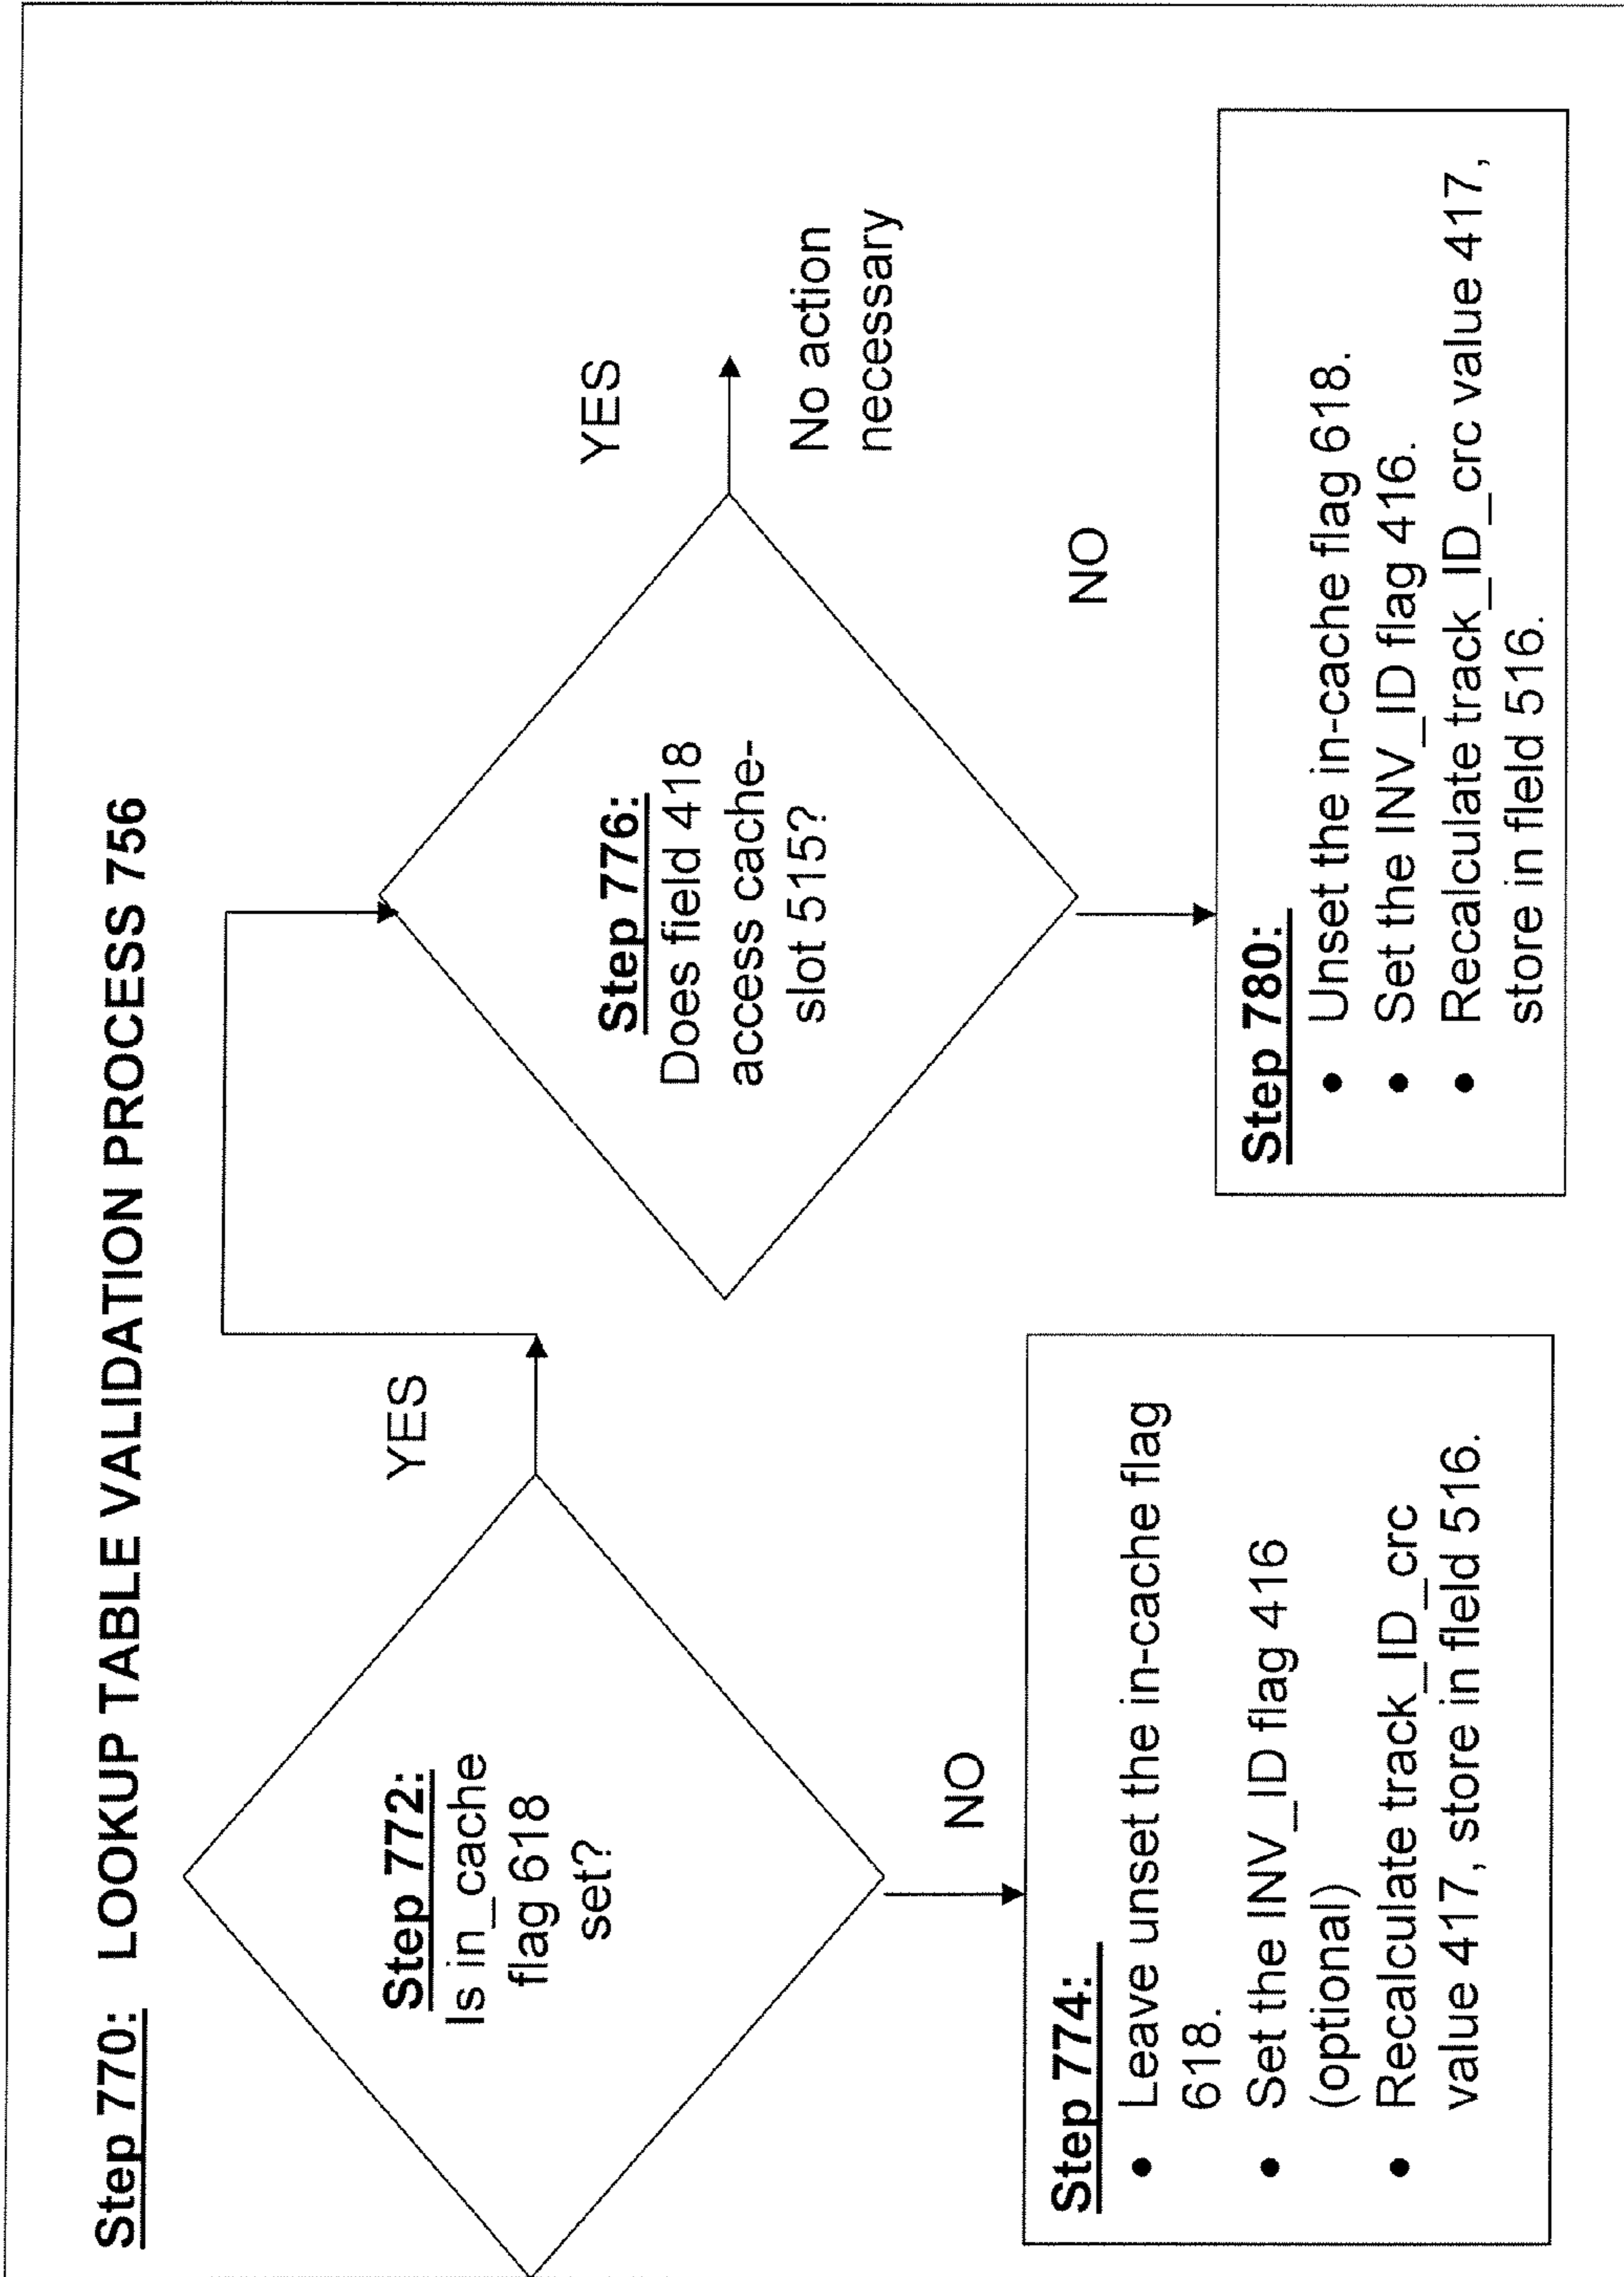 Step 770: LOOKUP TABLE VALIDATION PROCESS 756
Step 772:
Is in_cache
flag 618
set?
YES
NO
Step 774:
• Leave unset the in-cache flag
618.
• Set the INV_ID flag 416
(optional)
• Recalculate track_ID_crc
value 417, store in field 516.
Step 776:
Does field 418
access cache-
slot 515?
YES
No action
necessary
NO
Step 780:
• Unset the in-cache flag 618.
• Set the INV_ID flag 416.
• Recalculate track_ID_crc value 417,
store in field 516.